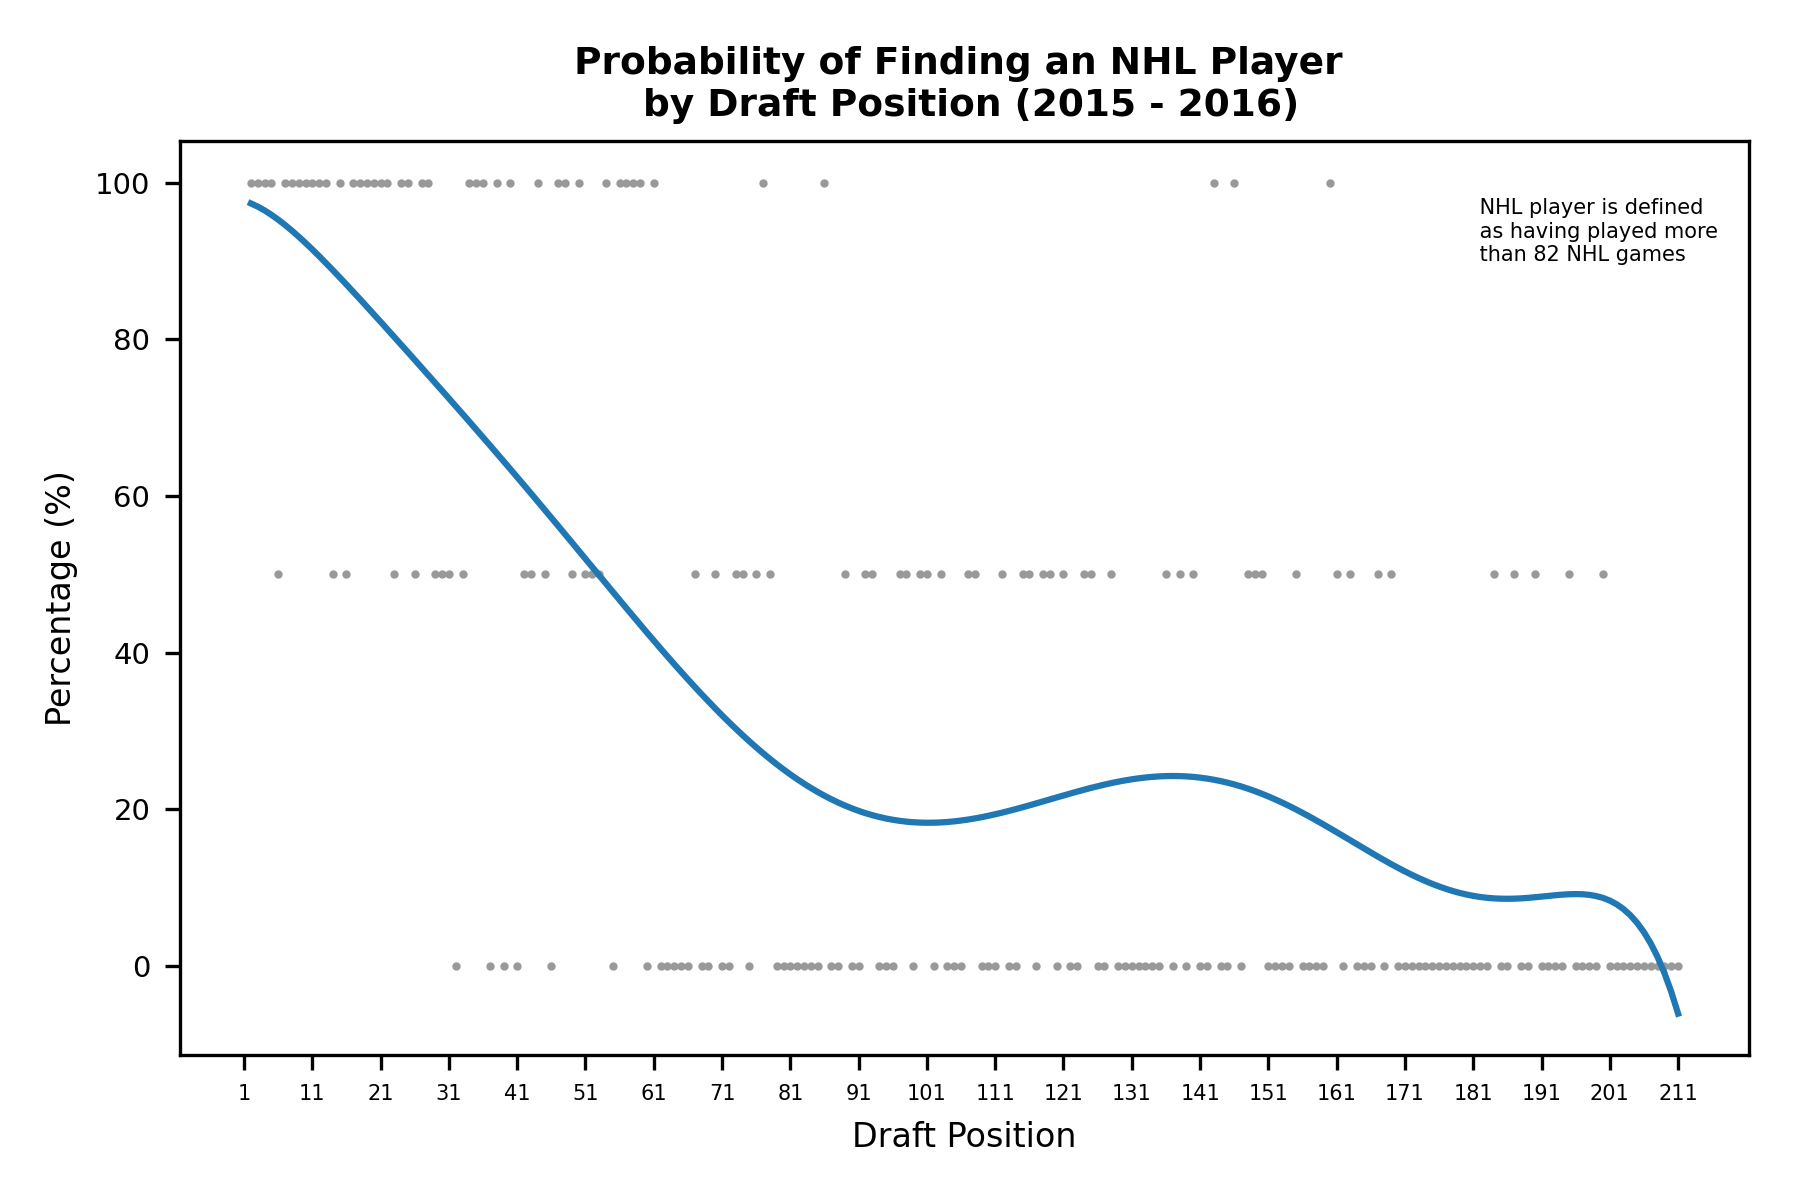 Probability of Finding an NHL Player
by Draft Position (2015 - 2016)
100
80
60
40
20
0
Percentage (%)
NHL player is defined
as having played more
than 82 NHL games
1 11 21 31 41 51 61 71 81 91 101 111 121 131 141 151 161 171 181 191 201 211
Draft Position